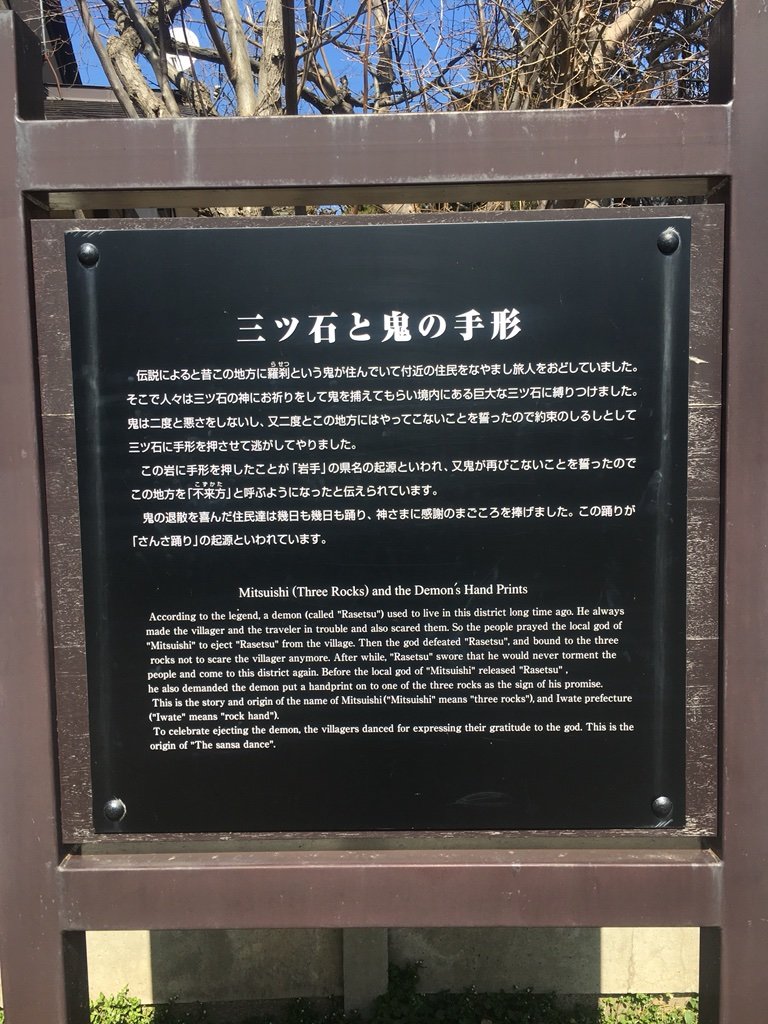 三ツ石と鬼の手形
伝説によると昔この地方に羅刹という鬼が住んでいて付近の住民をなやまし旅人をおどしていました。
らせつ
そこで人々は三ツ石の神にお祈りをして鬼を捕えてもらい境内にある巨大な三ツ石に縛りつけました。
鬼は二度と悪さをしないし、又二度とこの地方にはやってこないことを誓ったので約束のしるしとして
三ツ石に手形を押させて逃がしてやりました。
この岩に手形を押したことが「岩手」の県名の起源といわれ、又鬼が再びこないことを誓ったので
この地方を「不来方」と呼ぶようになったと伝えられています。
こずかた
鬼の退散を喜んだ住民達は幾日も幾日も踊り、神さまに感謝のまごころを捧げました。この踊りが
「さんさ踊り」の起源といわれています。
Mitsuishi (Three Rocks) and the Demon's Hand Prints
According to the legend, a demon (called "Rasetsu") used to live in this district long time ago. He always
made the villager and the traveler in trouble and also scared them. So the people prayed the local god of
"Mitsuishi" to eject "Rasetsu" from the village. Then the god defeated "Rasetsu", and bound to the three
rocks not to scare the villager anymore. After while, "Rasetsu" swore that he would never torment the
people and come to this district again. Before the local god of "Mitsuishi" released "Rasetsu" ,
he also demanded the demon put a handprint on to one of the three rocks as the sign of his promise.
This is the story and origin of the name of Mitsuishi ("Mitsuishi" means "three rocks"), and Iwate prefecture
("Iwate" means "rock hand").
To celebrate ejecting the demon, the villagers danced for expressing their gratitude to the god. This is the
origin of "The sansa dance".